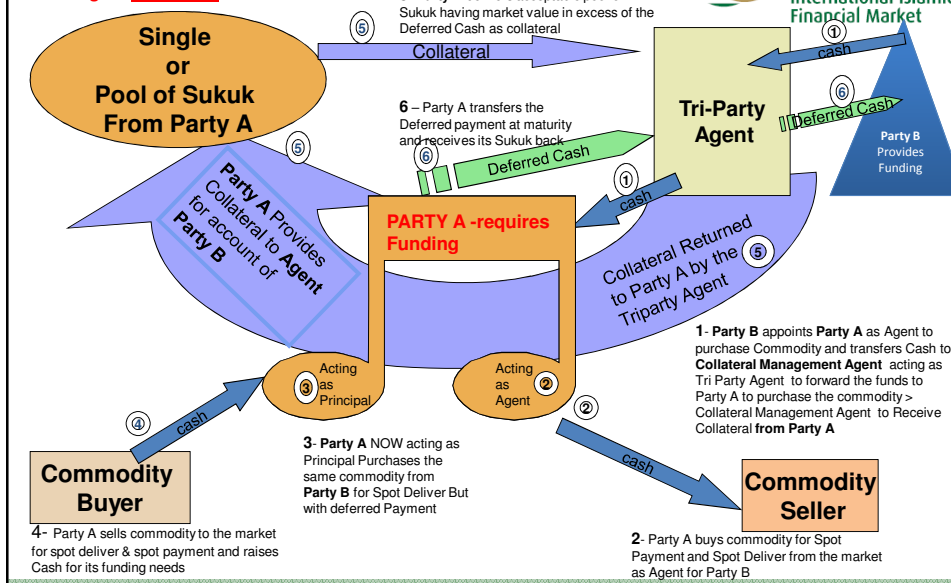 Sukuk having market value in excess of the
Deferred Cash as collateral
Financial Market
Single
or
Pool of Sukuk
From Party A
⑤
Collateral
①
cash
6 – Party A transfers the
Deferred payment at maturity
and receives its Sukuk back
Tri-Party
Agent
⑥
Deferred Cash
Party B
Provides
Funding
⑤
⑥
Deferred Cash
①
cash
Party A Provides
Collateral to Agent
for account of
Party B
PARTY A -requires
Funding
Collateral Returned
to Party A by the
Triparty Agent
⑤
1- Party B appoints Party A as Agent to
purchase Commodity and transfers Cash to
Collateral Management Agent acting as
Tri Party Agent to forward the funds to
Party A to purchase the commodity >
Collateral Management Agent to Receive
Collateral from Party A
③
Acting
as
Principal
Acting
as
Agent
②
④
cash
②
cash
3- Party A NOW acting as
Principal Purchases the
same commodity from
Party B for Spot Deliver But
with deferred Payment
Commodity
Buyer
Commodity
Seller
4- Party A sells commodity to the market
for spot deliver & spot payment and raises
Cash for its funding needs
2- Party A buys commodity for Spot
Payment and Spot Deliver from the market
as Agent for Party B